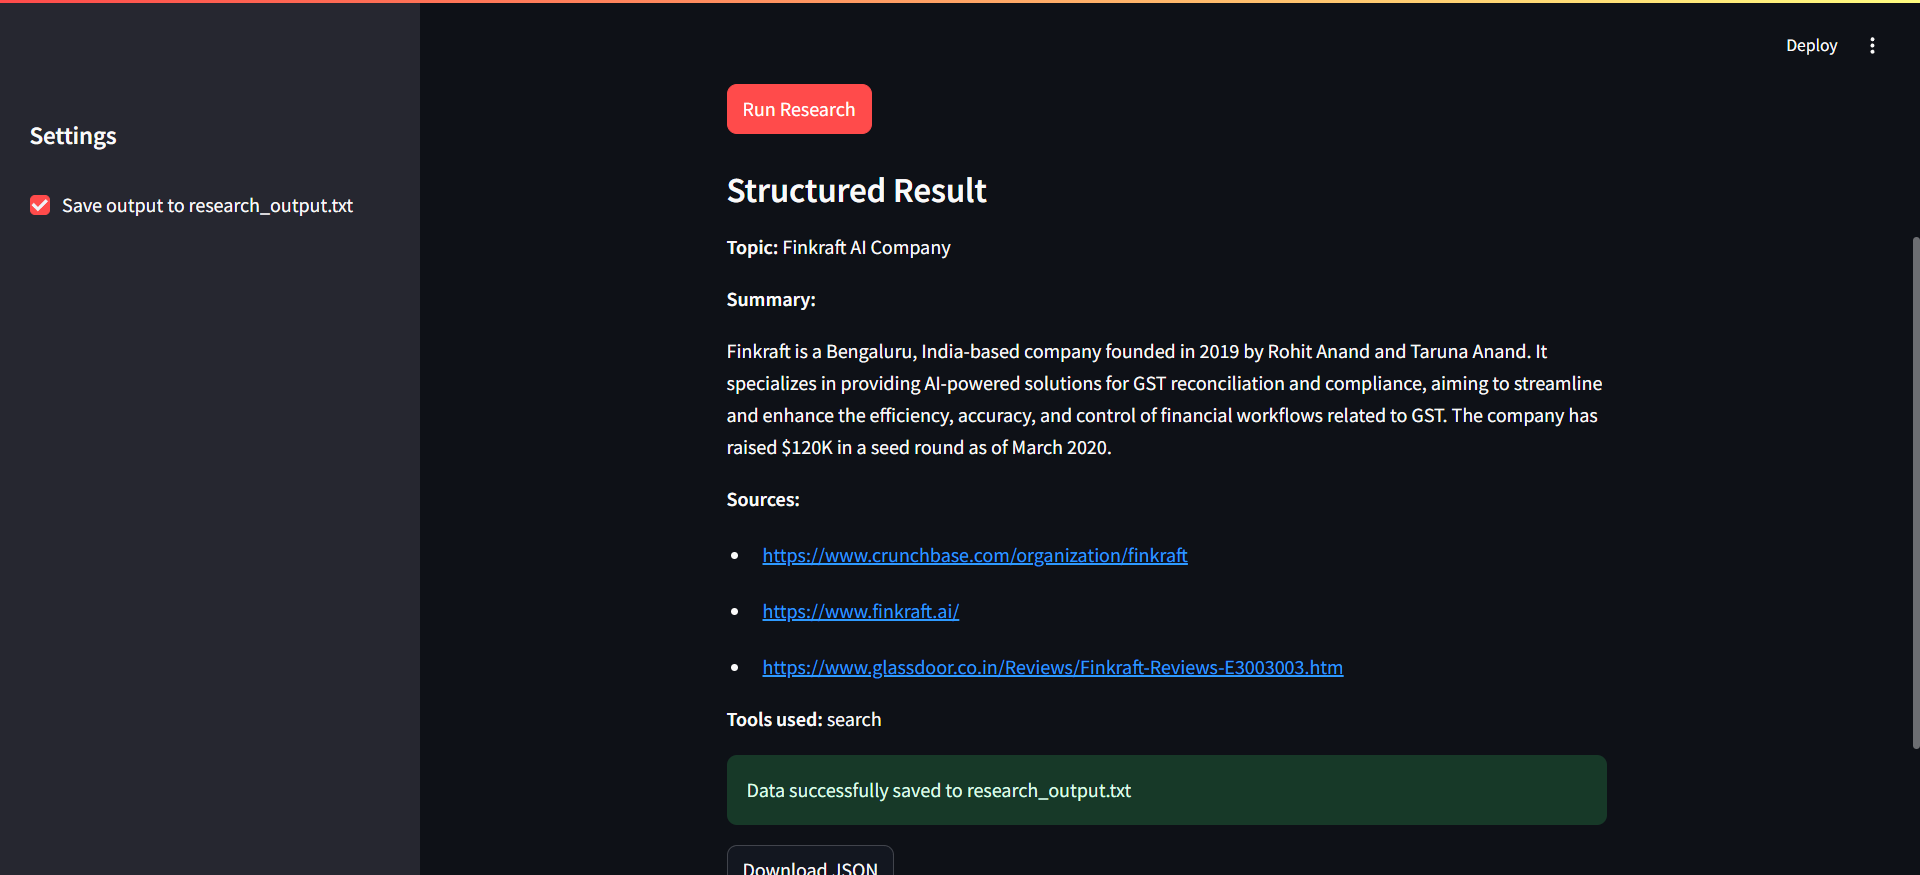 Deploy
Settings
Save output to research_output.txt
Run Research
Structured Result
Topic: Finkraft AI Company
Summary:
Finkraft is a Bengaluru, India-based company founded in 2019 by Rohit Anand and Taruna Anand. It
specializes in providing AI-powered solutions for GST reconciliation and compliance, aiming to streamline
and enhance the efficiency, accuracy, and control of financial workflows related to GST. The company has
raised $120K in a seed round as of March 2020.
Sources:
https://www.crunchbase.com/organization/finkraft
https://www.finkraft.ai/
https://www.glassdoor.co.in/Reviews/Finkraft-Reviews-E3003003.htm
Tools used: search
Data successfully saved to research_output.txt
Download JSON